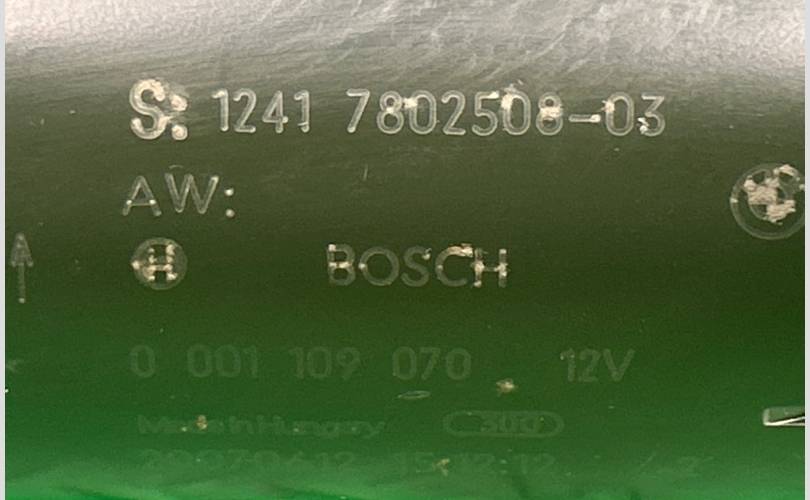 S: 1241 7802508-03
AW:
BOSCH
0 001 109 070 12V
Made in Hungary